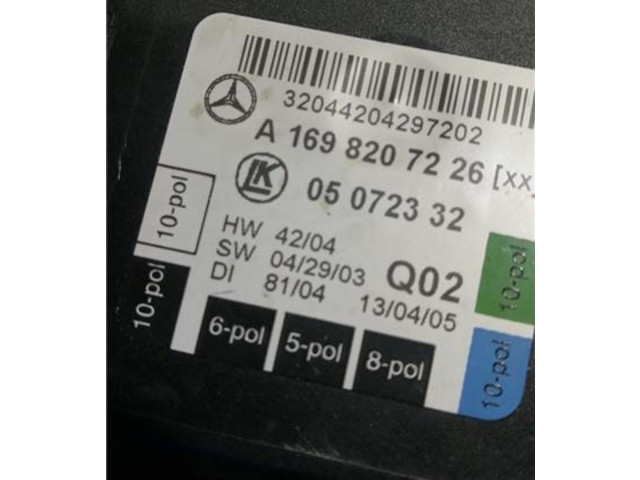 32044204297202
A 169 820 72 26 [xx
LK 05 0723 32
HW 42/04
SW 04/29/03 Q02
DI 81/04 13/04/05
10-pol
10-pol
6-pol 5-pol 8-pol
10-pol
10-pol